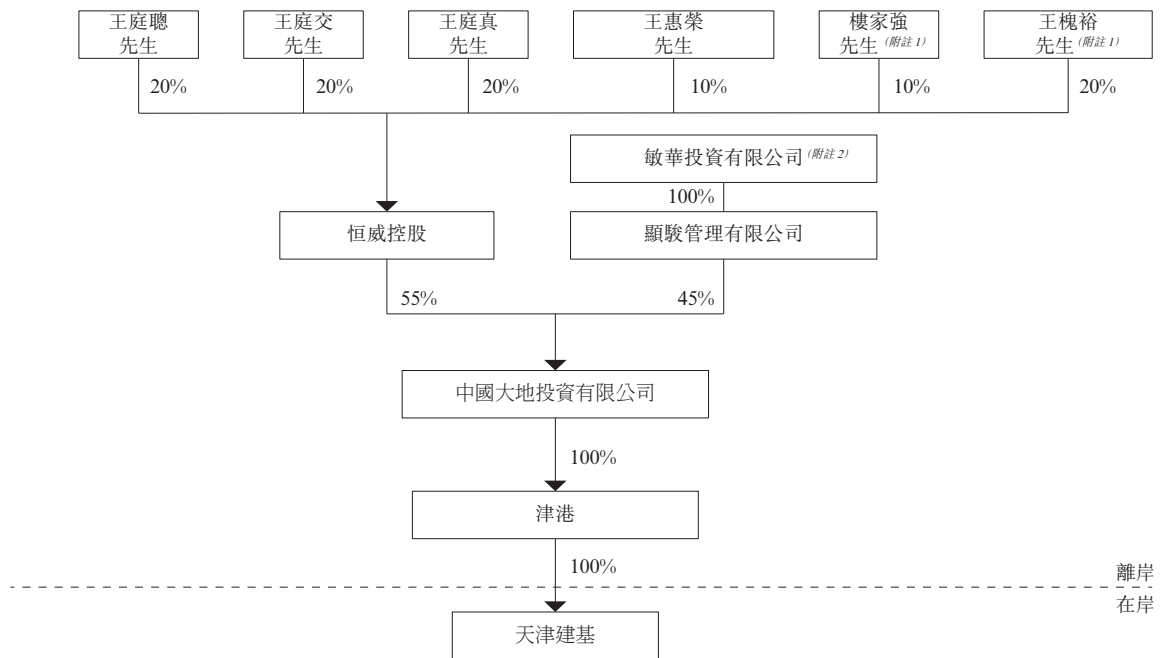 王庭聰
先生
王庭交
先生
王庭真
先生
王惠榮
先生
樓家強
先生(附註 1)
王槐裕
先生(附註 1)
20%
20%
20%
10%
10%
20%
敏華投資有限公司(附註 2)
100%
恒威控股
顯駿管理有限公司
55%
45%
中國大地投資有限公司
100%
津港
100%
離岸
在岸
天津建基